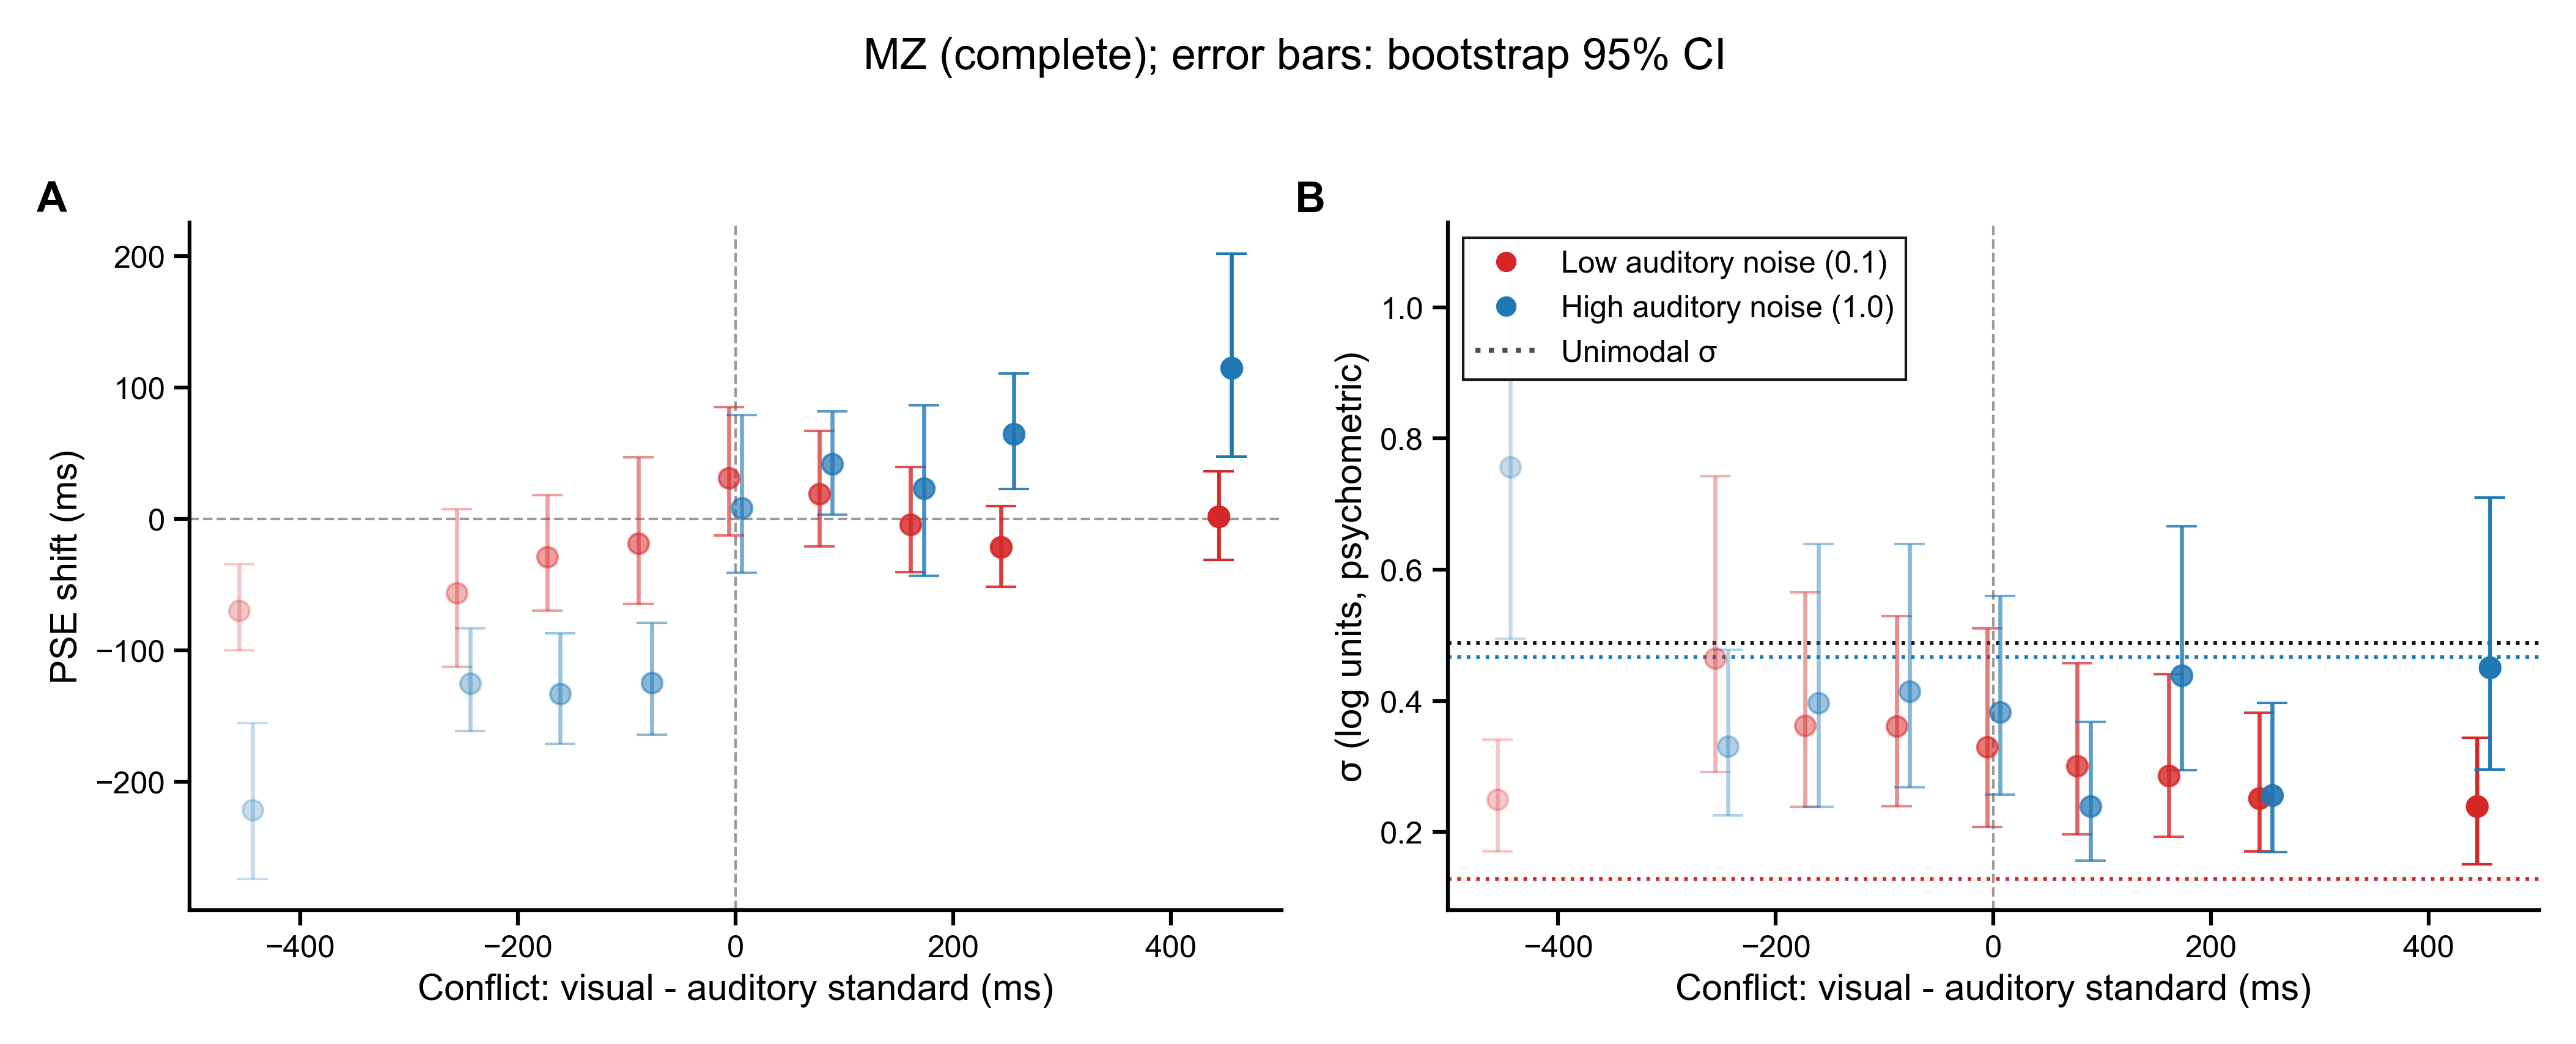 MZ (complete); error bars: bootstrap 95% CI
A
PSE shift (ms)
200
100
0
−100
−200
−400
−200
0
200
400
Conflict: visual - auditory standard (ms)
B
σ (log units, psychometric)
1.0
0.8
0.6
0.4
0.2
Low auditory noise (0.1)
High auditory noise (1.0)
Unimodal σ
−400
−200
0
200
400
Conflict: visual - auditory standard (ms)